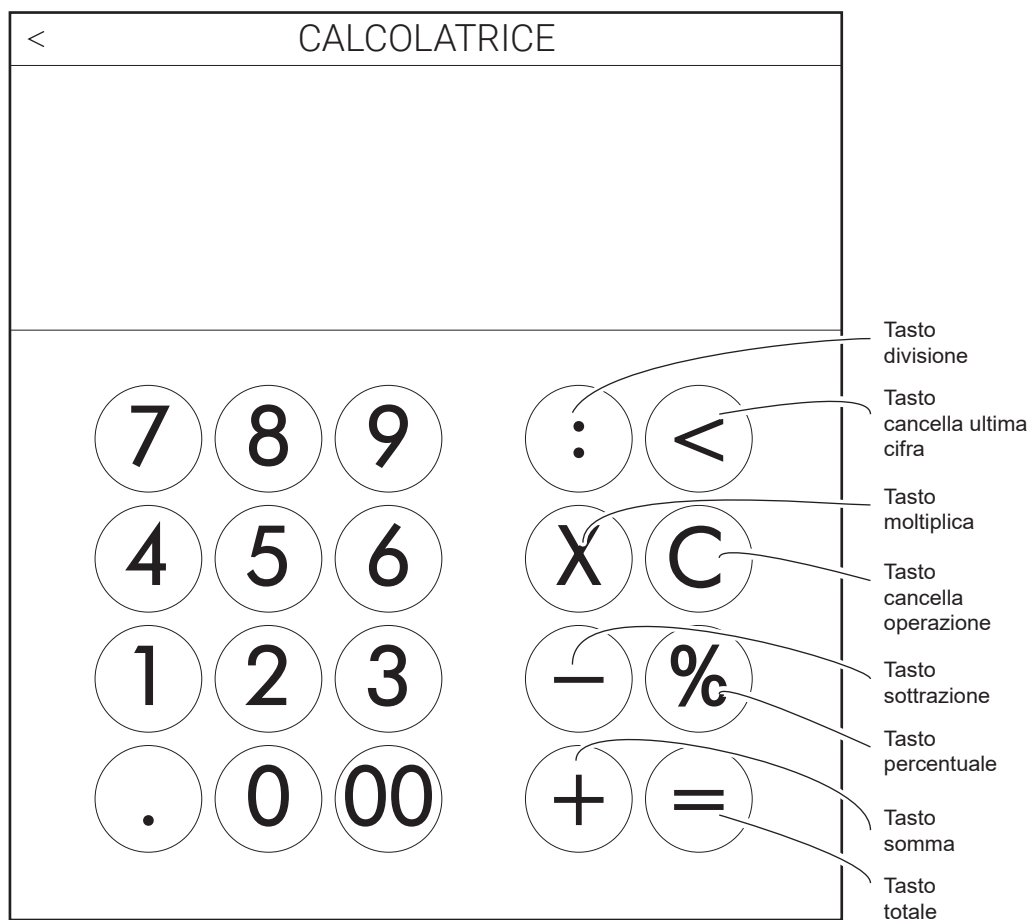 < CALCOLATRICE
Tasto
divisione
Tasto
cancella ultima
cifra
7 8 9 : <
Tasto
moltiplica
4 5 6 X C
Tasto
cancella
operazione
1 2 3 − %
Tasto
sottrazione
Tasto
percentuale
. 0 00 + =
Tasto
somma
Tasto
totale